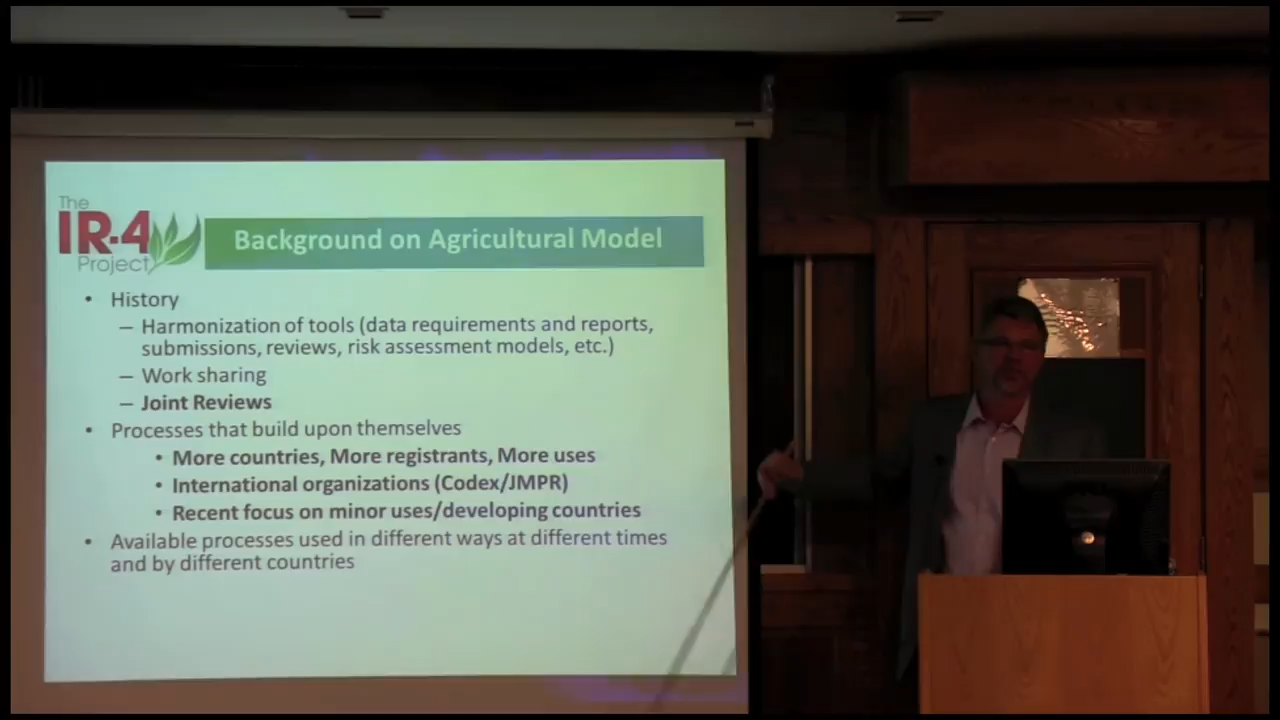 The
IR-4
Project
Background on Agricultural Model
• History
– Harmonization of tools (data requirements and reports,
submissions, reviews, risk assessment models, etc.)
– Work sharing
– Joint Reviews
• Processes that build upon themselves
• More countries, More registrants, More uses
• International organizations (Codex/JMPR)
• Recent focus on minor uses/developing countries
• Available processes used in different ways at different times
and by different countries